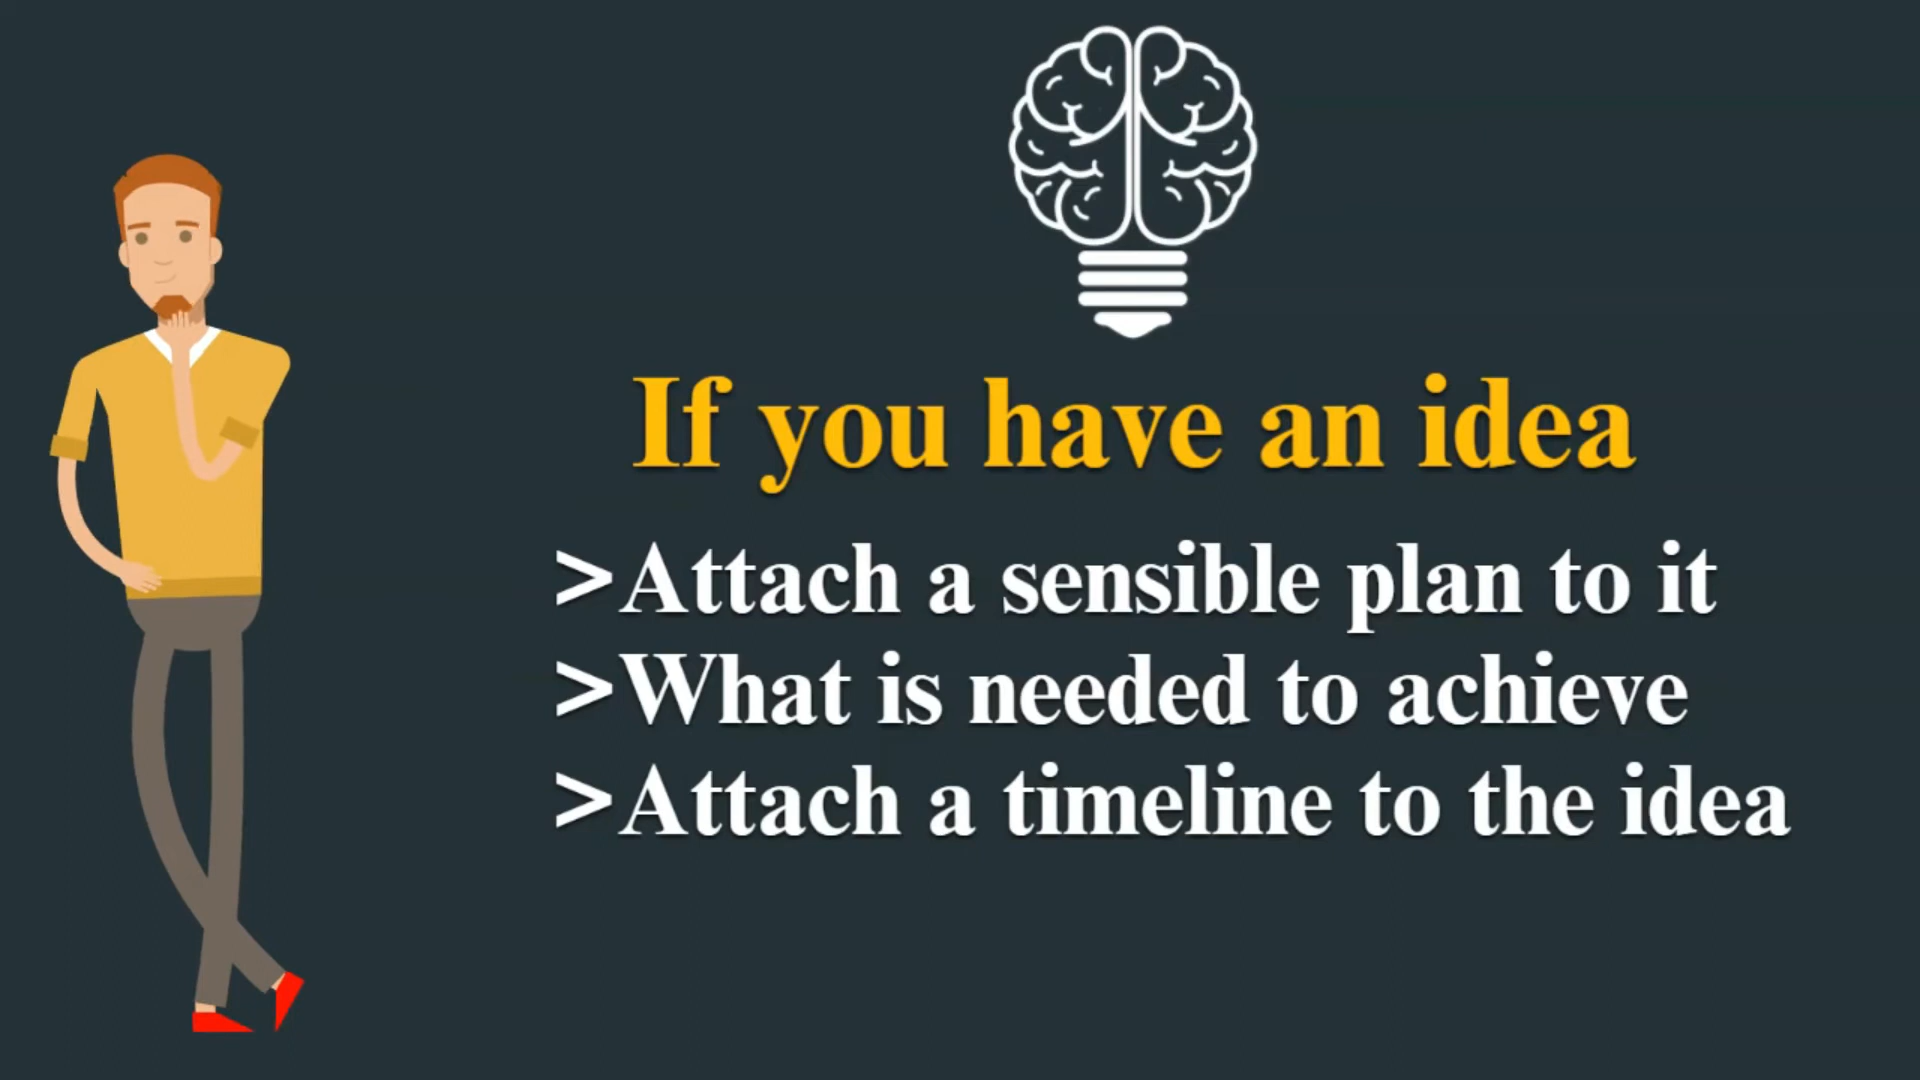 If you have an idea
>Attach a sensible plan to it
>What is needed to achieve
>Attach a timeline to the idea